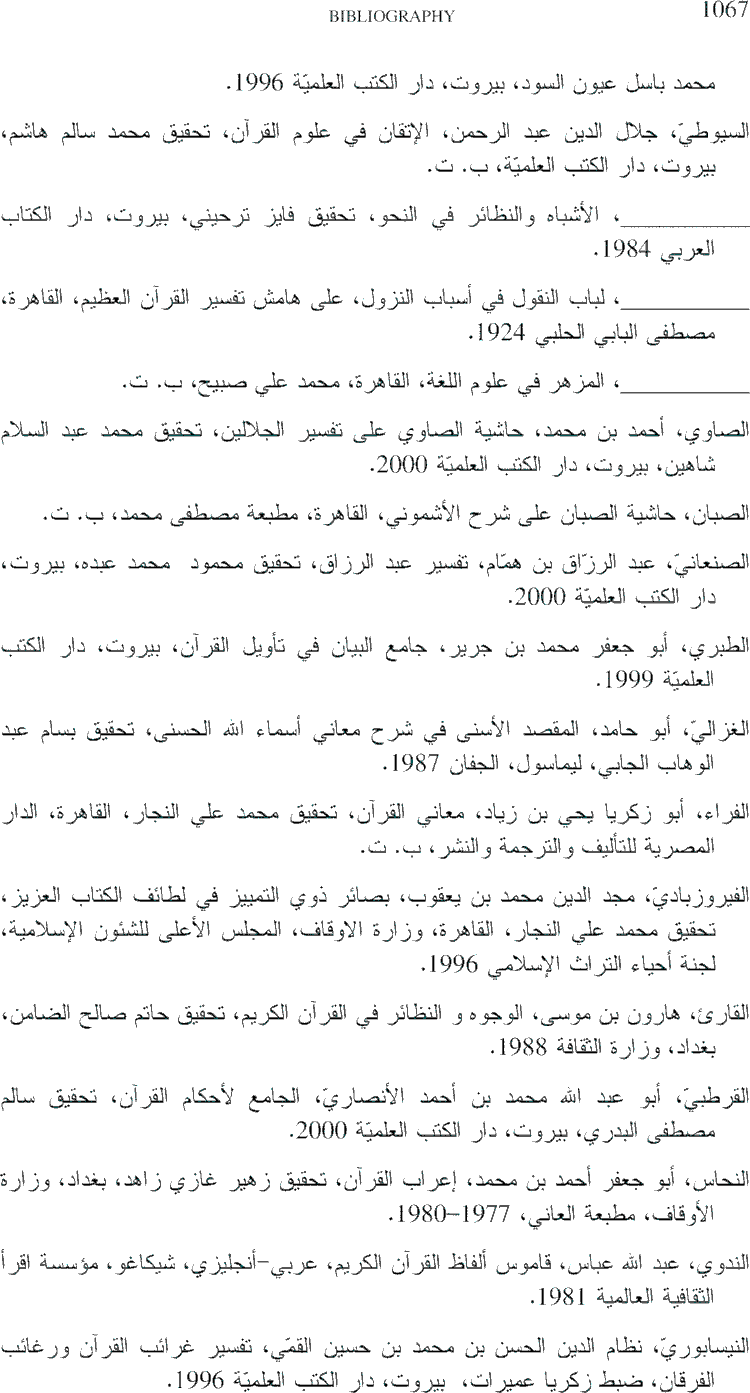 BIBLIOGRAPHY 1067
محمد باسل عيون السود، بيروت، دار الكتب العلميّة 1996.
السيوطيّ، جلال الدين عبد الرحمن، الإتقان في علوم القرآن، تحقيق محمد سالم هاشم،
بيروت، دار الكتب العلميّة، ب. ت.
__________، الأشباه والنظائر في النحو، تحقيق فايز ترحيني، بيروت، دار الكتاب
العربي 1984.
__________، لباب النقول في أسباب النزول، على هامش تفسير القرآن العظيم، القاهرة،
مصطفى البابي الحلبي 1924.
__________، المزهر في علوم اللغة، القاهرة، محمد علي صبيح، ب. ت.
الصاوي، أحمد بن محمد، حاشية الصاوي على تفسير الجلالين، تحقيق محمد عبد السلام
شاهين، بيروت، دار الكتب العلميّة 2000.
الصبان، حاشية الصبان على شرح الأشموني، القاهرة، مطبعة مصطفى محمد، ب. ت.
الصنعانيّ، عبد الرزّاق بن همّام، تفسير عبد الرزاق، تحقيق محمود محمد عبده، بيروت،
دار الكتب العلميّة 2000.
الطبري، أبو جعفر محمد بن جرير، جامع البيان في تأويل القرآن، بيروت، دار الكتب
العلميّة 1999.
الغزاليّ، أبو حامد، المقصد الأسنى في شرح معاني أسماء الله الحسنى، تحقيق بسام عبد
الوهاب الجابي، ليماسول، الجفان 1987.
الفراء، أبو زكريا يحي بن زياد، معاني القرآن، تحقيق محمد علي النجار، القاهرة، الدار
المصرية للتأليف والترجمة والنشر، ب. ت.
الفيروزباديّ، مجد الدين محمد بن يعقوب، بصائر ذوي التمييز في لطائف الكتاب العزيز،
تحقيق محمد علي النجار، القاهرة، وزارة الاوقاف، المجلس الأعلى للشئون الإسلامية،
لجنة أحياء التراث الإسلامي 1996.
القارئ، هارون بن موسى، الوجوه و النظائر في القرآن الكريم، تحقيق حاتم صالح الضامن،
بغداد، وزارة الثقافة 1988.
القرطبيّ، أبو عبد الله محمد بن أحمد الأنصاريّ، الجامع لأحكام القرآن، تحقيق سالم
مصطفى البدري، بيروت، دار الكتب العلميّة 2000.
النحاس، أبو جعفر أحمد بن محمد، إعراب القرآن، تحقيق زهير غازي زاهد، بغداد، وزارة
الأوقاف، مطبعة العاني، 1977–1980.
الندوي، عبد الله عباس، قاموس ألفاظ القرآن الكريم، عربي-أنجليزي، شيكاغو، مؤسسة اقرأ
الثقافية العالمية 1981.
النيسابوريّ، نظام الدين الحسن بن محمد بن حسين القمّي، تفسير غرائب القرآن ورغائب
الفرقان، ضبط زكريا عميرات، بيروت، دار الكتب العلميّة 1996.